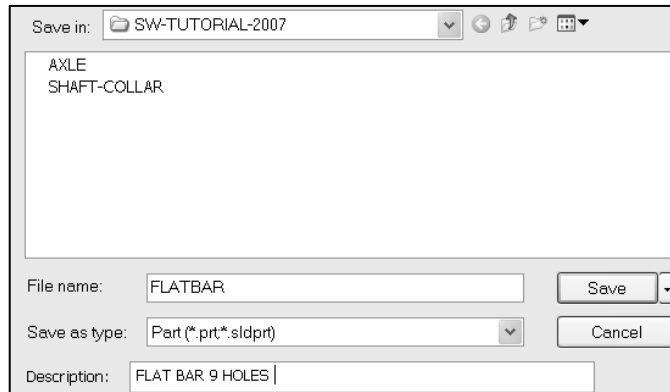 Save in: SW-TUTORIAL-2007
AXLE
SHAFT-COLLAR
File name: FLATBAR Save
Save as type: Part (*.prt;*.sldprt) Cancel
Description: FLAT BAR 9 HOLES